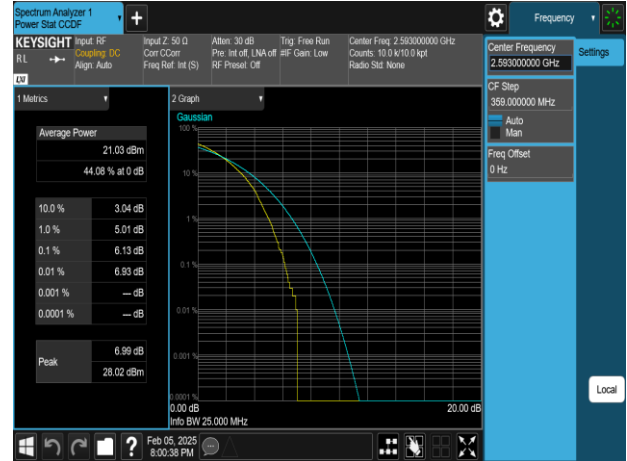 Spectrum Analyzer 1
Power Stat CCDF
Frequency
KEYSIGHT
RL
LXI
Input: RF
Coupling: DC
Align: Auto
Input Z: 50 Ω
Corr CCorr
Freq Ref: Int (S)
Atten: 30 dB
Pre: Int off, LNA off
RF Preset: Off
Trig: Free Run
#IF Gain: Low
Center Freq: 2.593000000 GHz
Counts: 10.0 k/10.0 kpt
Radio Std: None
Center Frequency
2.593000000 GHz
Settings
CF Step
359.000000 MHz
Auto
Man
Freq Offset
0 Hz
Local
1 Metrics
Average Power
21.03 dBm
44.08 % at 0 dB
10.0 % 3.04 dB
1.0 % 5.01 dB
0.1 % 6.13 dB
0.01 % 6.93 dB
0.001 % --- dB
0.0001 % --- dB
Peak
6.99 dB
28.02 dBm
2 Graph
Gaussian
100 %
10 %
1 %
0.1 %
0.01 %
0.001 %
0.0001 %
0.00 dB 20.00 dB
Info BW 25.000 MHz
?
Feb 05, 2025
8:00:38 PM